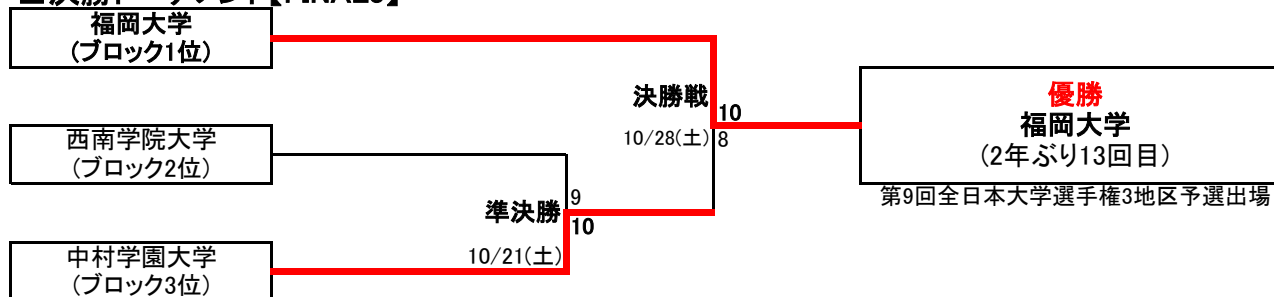 【FINALS】
福岡大学
(ブロック1位)
決勝戦
10
10/28(土)
8
優勝
福岡大学
(2年ぶり13回目)
第9回全日本大学選手権3地区予選出場
西南学院大学
(ブロック2位)
準決勝
9
10
10/21(土)
中村学園大学
(ブロック3位)